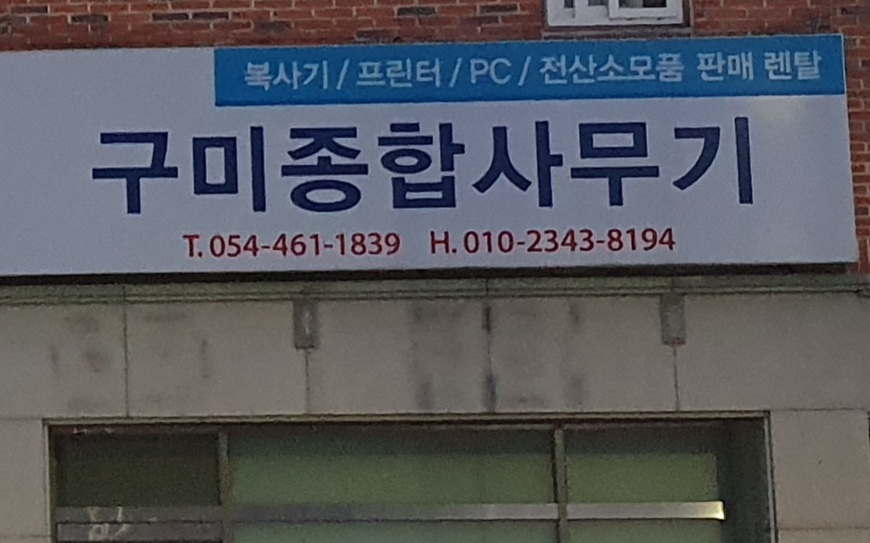 복사기 / 프린터 / PC / 전산소모품 판매 렌탈
구미종합사무기
T. 054-461-1839 H. 010-2343-8194